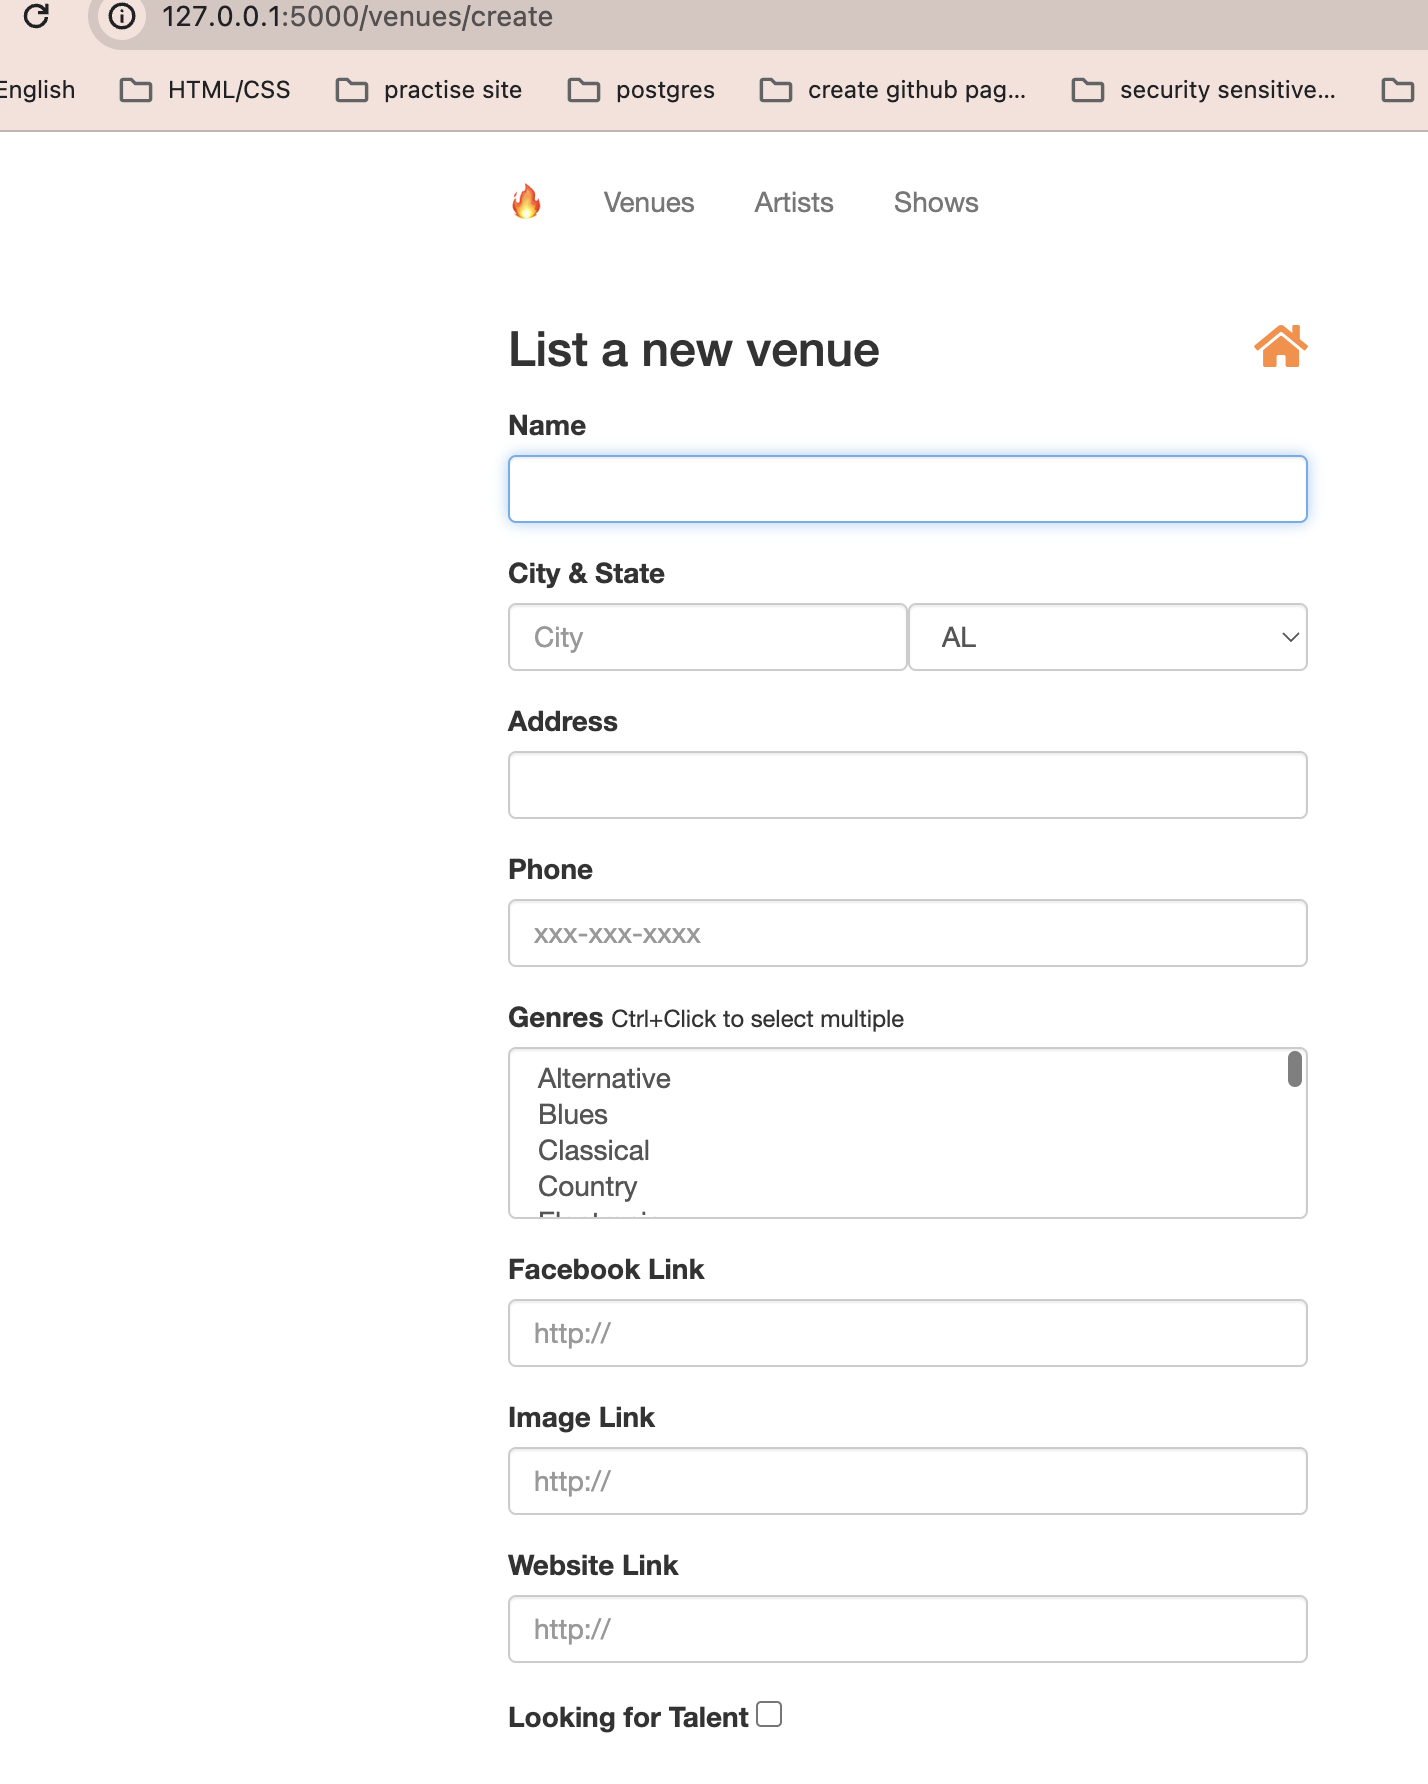 127.0.0.1:5000/venues/create
English HTML/CSS practise site postgres create github pag... security sensitive...
Venues Artists Shows
List a new venue
Name
City & State
City AL
Address
Phone
xxx-xxx-xxxx
Genres Ctrl+Click to select multiple
Alternative
Blues
Classical
Country
Facebook Link
http://
Image Link
http://
Website Link
http://
Looking for Talent